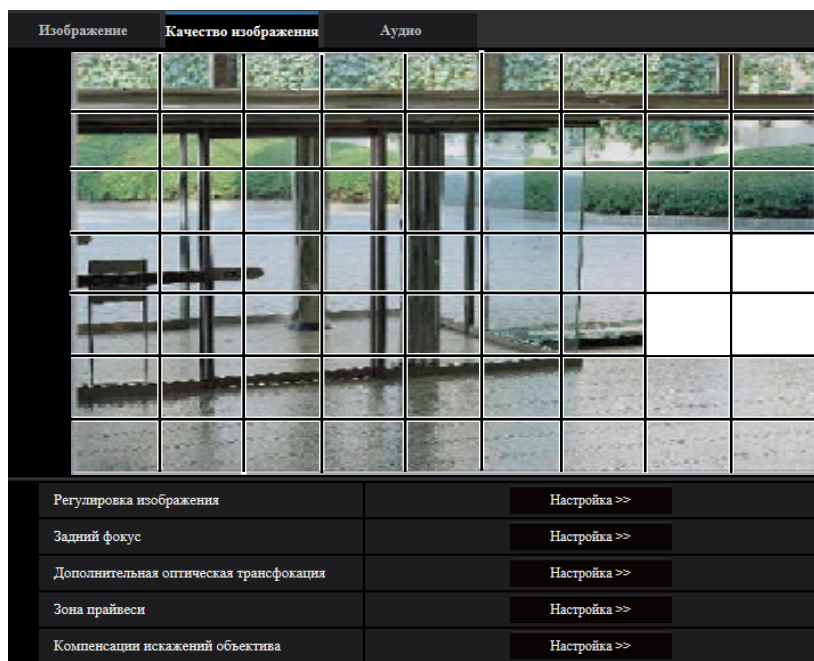 Изображение
Качество изображения
Аудио
Регулировка изображения
Настройка >>
Задний фокус
Настройка >>
Дополнительная оптическая трансфокация
Настройка >>
Зона прайвеси
Настройка >>
Компенсации искажений объектива
Настройка >>